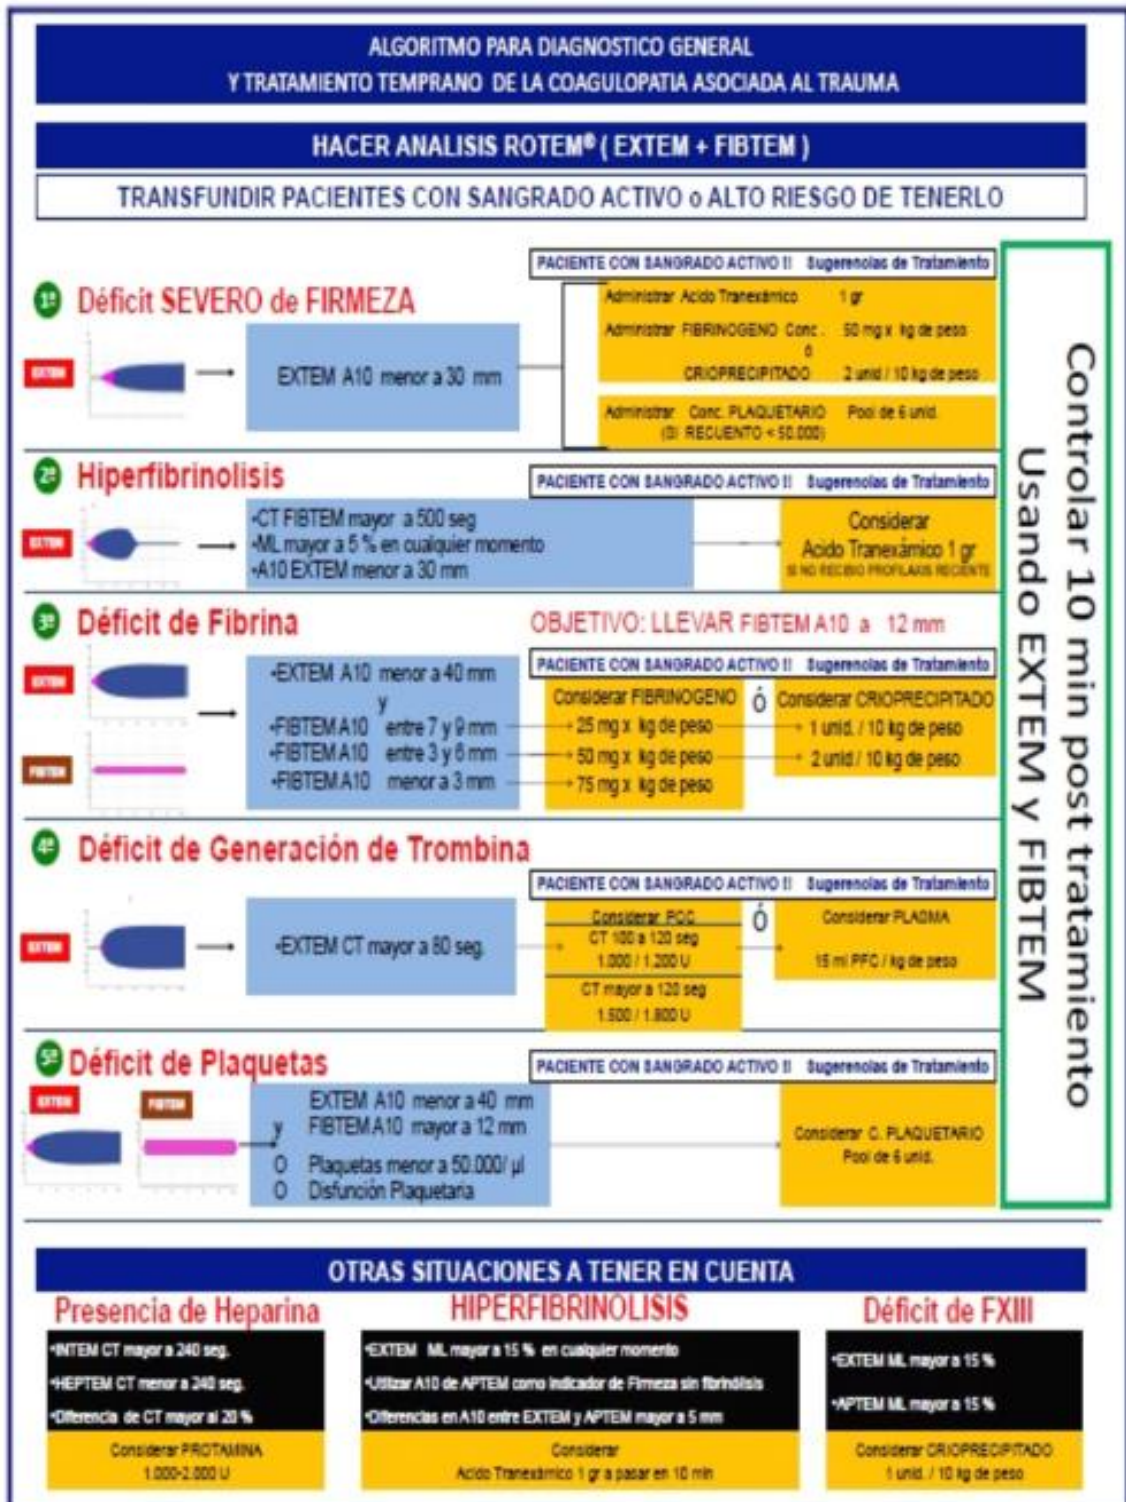 ALGORITMO PARA DIAGNOSTICO GENERAL
Y TRATAMIENTO TEMPRANO DE LA COAGULOPATIA ASOCIADA AL TRAUMA
HACER ANALISIS ROTEM® ( EXTEM + FIBTEM )
TRANSFUNDIR PACIENTES CON SANGRADO ACTIVO o ALTO RIESGO DE TENERLO
PACIENTE CON SANGRADO ACTIVO !! Sugerencias de Tratamiento
1º Déficit SEVERO de FIRMEZA
EXTEM
EXTEM A10 menor a 30 mm
Administrar Acido Tranexámico 1 gr
Administrar FIBRINOGENO Conc. 50 mg x kg de peso
ó
CRIOPRECIPITADO 2 unid / 10 kg de peso
Administrar Conc. PLAQUETARIO Pool de 6 unid.
(SI RECUENTO < 50.000)
2º Hiperfibrinolisis
PACIENTE CON SANGRADO ACTIVO !! Sugerencias de Tratamiento
EXTEM
•CT FIBTEM mayor a 500 seg
•ML mayor a 5 % en cualquier momento
•A10 EXTEM menor a 30 mm
Considerar
Acido Tranexámico 1 gr
SI NO RECIBIO PROFILAXIS RECIENTE
3º Déficit de Fibrina
OBJETIVO: LLEVAR FIBTEM A10 a 12 mm
PACIENTE CON SANGRADO ACTIVO !! Sugerencias de Tratamiento
EXTEM
FIBTEM
•EXTEM A10 menor a 40 mm
y
•FIBTEM A10 entre 7 y 9 mm
•FIBTEM A10 entre 3 y 6 mm
•FIBTEM A10 menor a 3 mm
Considerar FIBRINOGENO
25 mg x kg de peso
50 mg x kg de peso
75 mg x kg de peso
Ó
Considerar CRIOPRECIPITADO
1 unid. / 10 kg de peso
2 unid / 10 kg de peso
4º Déficit de Generación de Trombina
PACIENTE CON SANGRADO ACTIVO !! Sugerencias de Tratamiento
EXTEM
•EXTEM CT mayor a 80 seg.
Considerar PCC
CT 100 a 120 seg
1.000 / 1.200 U
CT mayor a 120 seg
1.500 / 1.800 U
Ó
Considerar PLASMA
15 ml PFC / kg de peso
5º Déficit de Plaquetas
PACIENTE CON SANGRADO ACTIVO !! Sugerencias de Tratamiento
EXTEM
FIBTEM
EXTEM A10 menor a 40 mm
y FIBTEM A10 mayor a 12 mm
O Plaquetas menor a 50.000/ µl
O Disfunción Plaquetaria
Considerar C. PLAQUETARIO
Pool de 6 unid.
Controlar 10 min post tratamiento
Usando EXTEM y FIBTEM
OTRAS SITUACIONES A TENER EN CUENTA
Presencia de Heparina
•INTEM CT mayor a 240 seg.
•HEPTEM CT menor a 240 seg.
•Diferencia de CT mayor al 20 %
Considerar PROTAMINA
1.000-2.000 U
HIPERFIBRINOLISIS
•EXTEM ML mayor a 15 % en cualquier momento
•Utilizar A10 de APTEM como indicador de Firmeza sin fibrinólisis
•Diferencias en A10 entre EXTEM y APTEM mayor a 5 mm
Considerar
Acido Tranexámico 1 gr a pasar en 10 min
Déficit de FXIII
•EXTEM ML mayor a 15 %
•APTEM ML mayor a 15 %
Considerar CRIOPRECIPITADO
1 unid. / 10 kg de peso